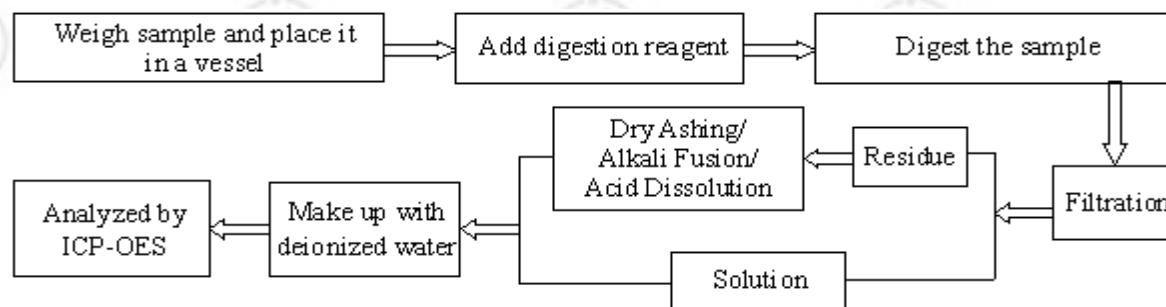 Weigh sample and place it
in a vessel
Add digestion reagent
Digest the sample
Dry Ashing/
Alkali Fusion/
Acid Dissolution
Residue
Filtration
Analyzed by
ICP-OES
Make up with
deionized water
Solution